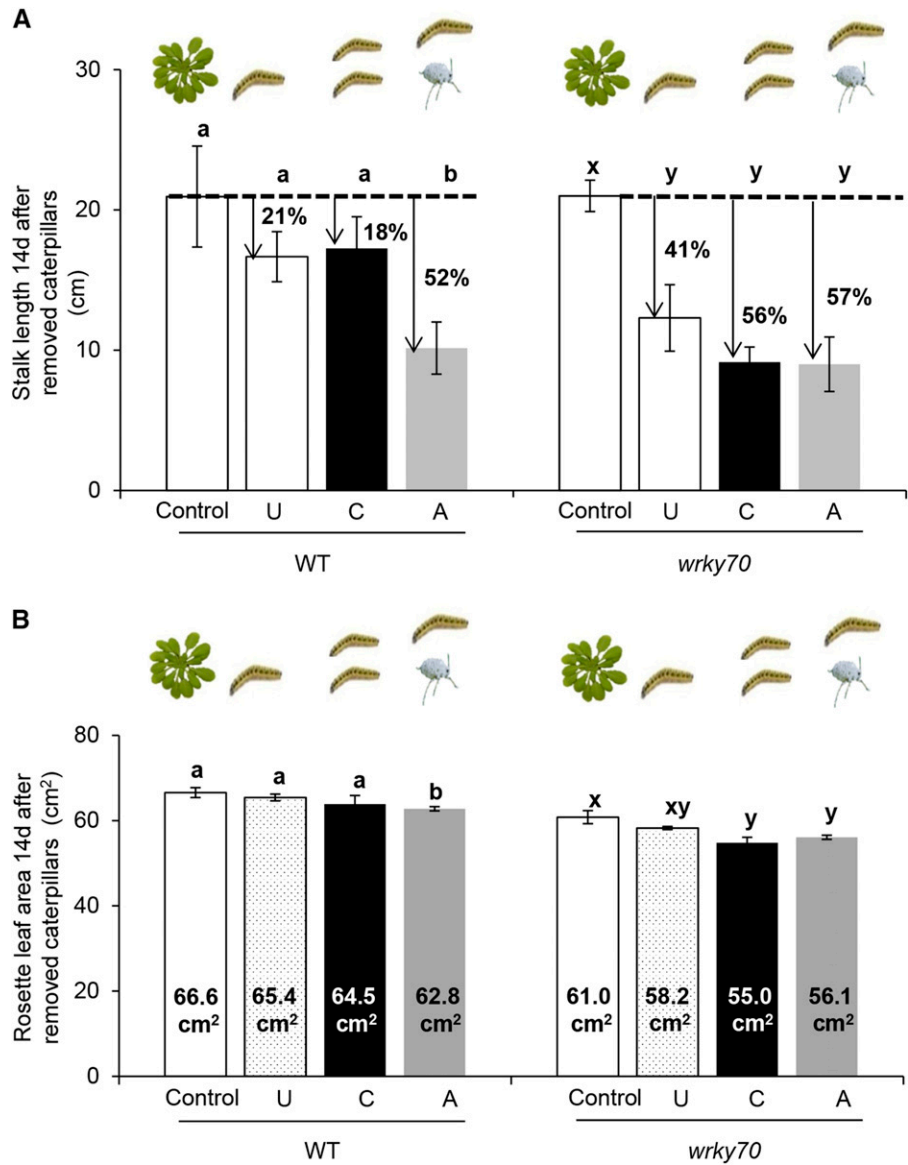 A
Stalk length 14d after
removed caterpillars
(cm)
30
20
10
0
a
a
a
b
21%
18%
52%
x
y
y
y
41%
56%
57%
Control
U
C
A
Control
U
C
A
WT
wrky70
B
Rosette leaf area 14d after
removed caterpillars (cm²)
80
60
40
20
0
a
a
a
b
x
xy
y
y
66.6
cm²
65.4
cm²
64.5
cm²
62.8
cm²
61.0
cm²
58.2
cm²
55.0
cm²
56.1
cm²
Control
U
C
A
Control
U
C
A
WT
wrky70